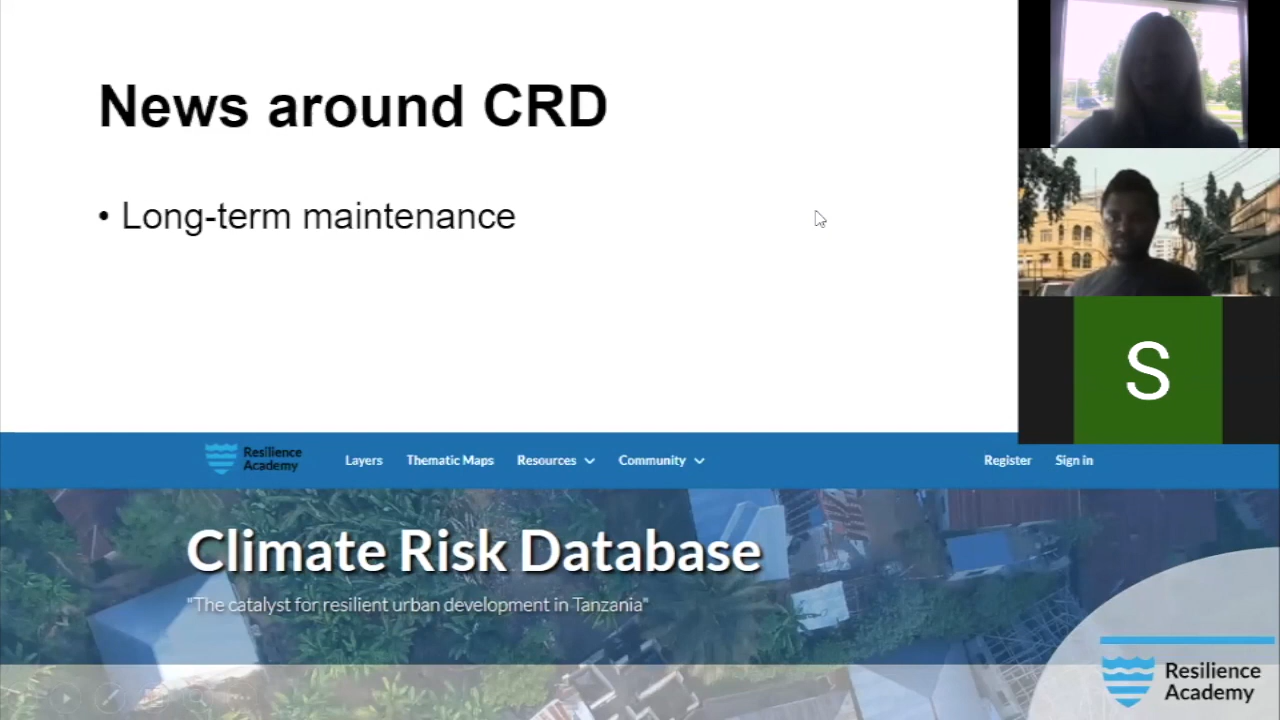 News around CRD
• Long-term maintenance
S
Resilience
Academy
Layers Thematic Maps Resources Community Register Sign in
Climate Risk Database
"The catalyst for resilient urban development in Tanzania"
Resilience
Academy